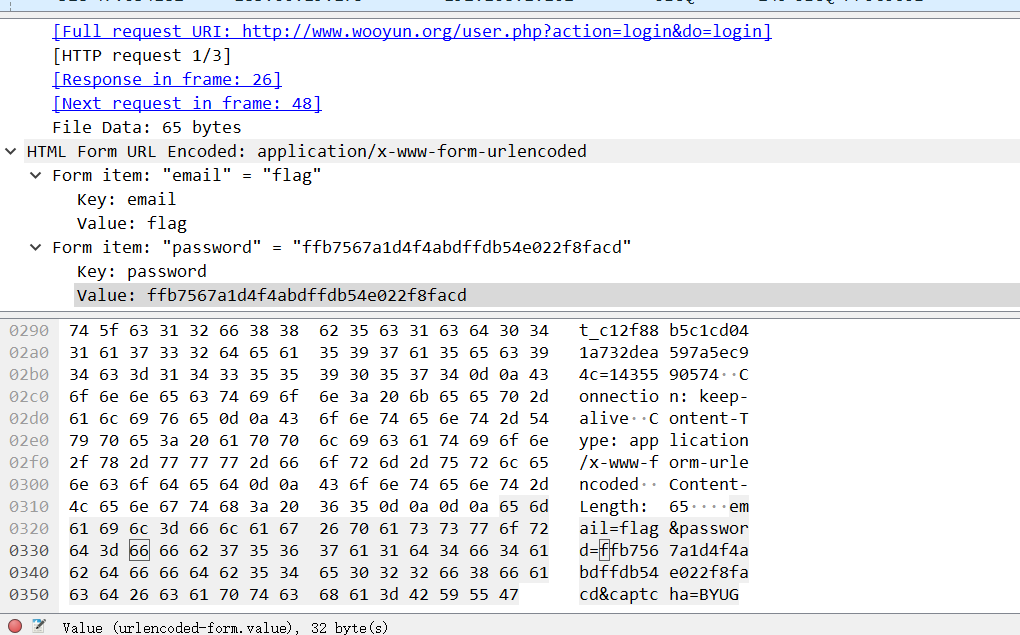 [Full request URI: http://www.wooyun.org/user.php?action=login&do=login]
[HTTP request 1/3]
[Response in frame: 26]
[Next request in frame: 48]
File Data: 65 bytes
HTML Form URL Encoded: application/x-www-form-urlencoded
Form item: "email" = "flag"
Key: email
Value: flag
Form item: "password" = "ffb7567a1d4f4abdffdb54e022f8facd"
Key: password
Value: ffb7567a1d4f4abdffdb54e022f8facd
0290 74 5f 63 31 32 66 38 38 62 35 63 31 63 64 30 34 t_c12f88 b5c1cd04
02a0 31 61 37 33 32 64 65 61 35 39 37 61 35 65 63 39 1a732dea 597a5ec9
02b0 34 63 3d 31 34 33 35 35 39 30 35 37 34 0d 0a 43 4c=14355 90574··C
02c0 6f 6e 6e 65 63 74 69 6f 6e 3a 20 6b 65 65 70 2d onnectio n: keep-
02d0 61 6c 69 76 65 0d 0a 43 6f 6e 74 65 6e 74 2d 54 alive··C ontent-T
02e0 79 70 65 3a 20 61 70 70 6c 69 63 61 74 69 6f 6e ype: app lication
02f0 2f 78 2d 77 77 77 2d 66 6f 72 6d 2d 75 72 6c 65 /x-www-f orm-urle
0300 6e 63 6f 64 65 64 0d 0a 43 6f 6e 74 65 6e 74 2d ncoded·· Content-
0310 4c 65 6e 67 74 68 3a 20 36 35 0d 0a 0d 0a 65 6d Length:  65····em
0320 61 69 6c 3d 66 6c 61 67 26 70 61 73 73 77 6f 72 ail=flag &passwor
0330 64 3d 66 66 62 37 35 36 37 61 31 64 34 66 34 61 d=ffb756 7a1d4f4a
0340 62 64 66 66 64 62 35 34 65 30 32 32 66 38 66 61 bdffdb54 e022f8fa
0350 63 64 26 63 61 70 74 63 68 61 3d 42 59 55 47 cd&captc ha=BYUG
Value (urlencoded-form.value), 32 byte(s)